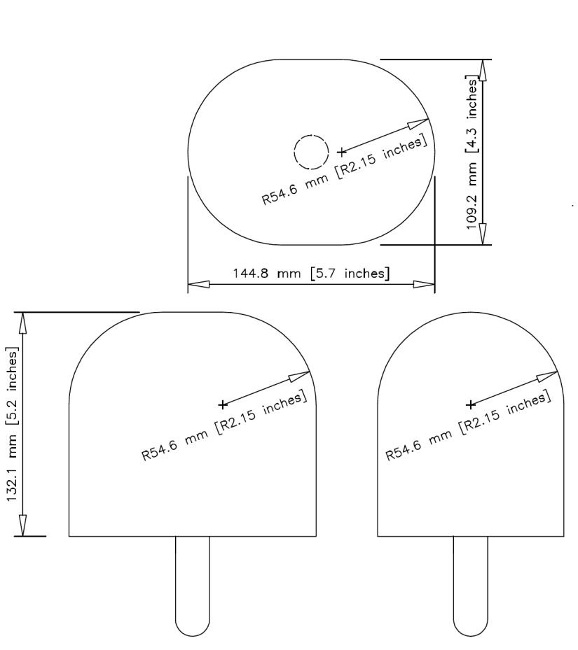 R54.6 mm [R2.15 inches]
109.2 mm [4.3 inches]
144.8 mm [5.7 inches]
132.1 mm [5.2 inches]
R54.6 mm [R2.15 inches]
R54.6 mm [R2.15 inches]